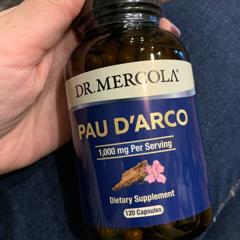 DR. MERCOLA®
PAU D'ARCO
1,000 mg Per Serving
Dietary Supplement
120 Capsules